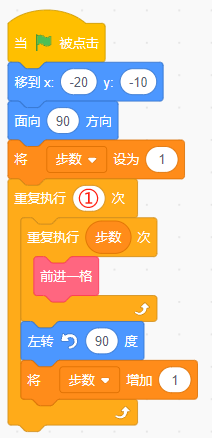 当 被点击
移到 x: -20 y: -10
面向 90 方向
将 步数 设为 1
重复执行 ① 次
重复执行 步数 次
前进一格
左转 90 度
将 步数 增加 1